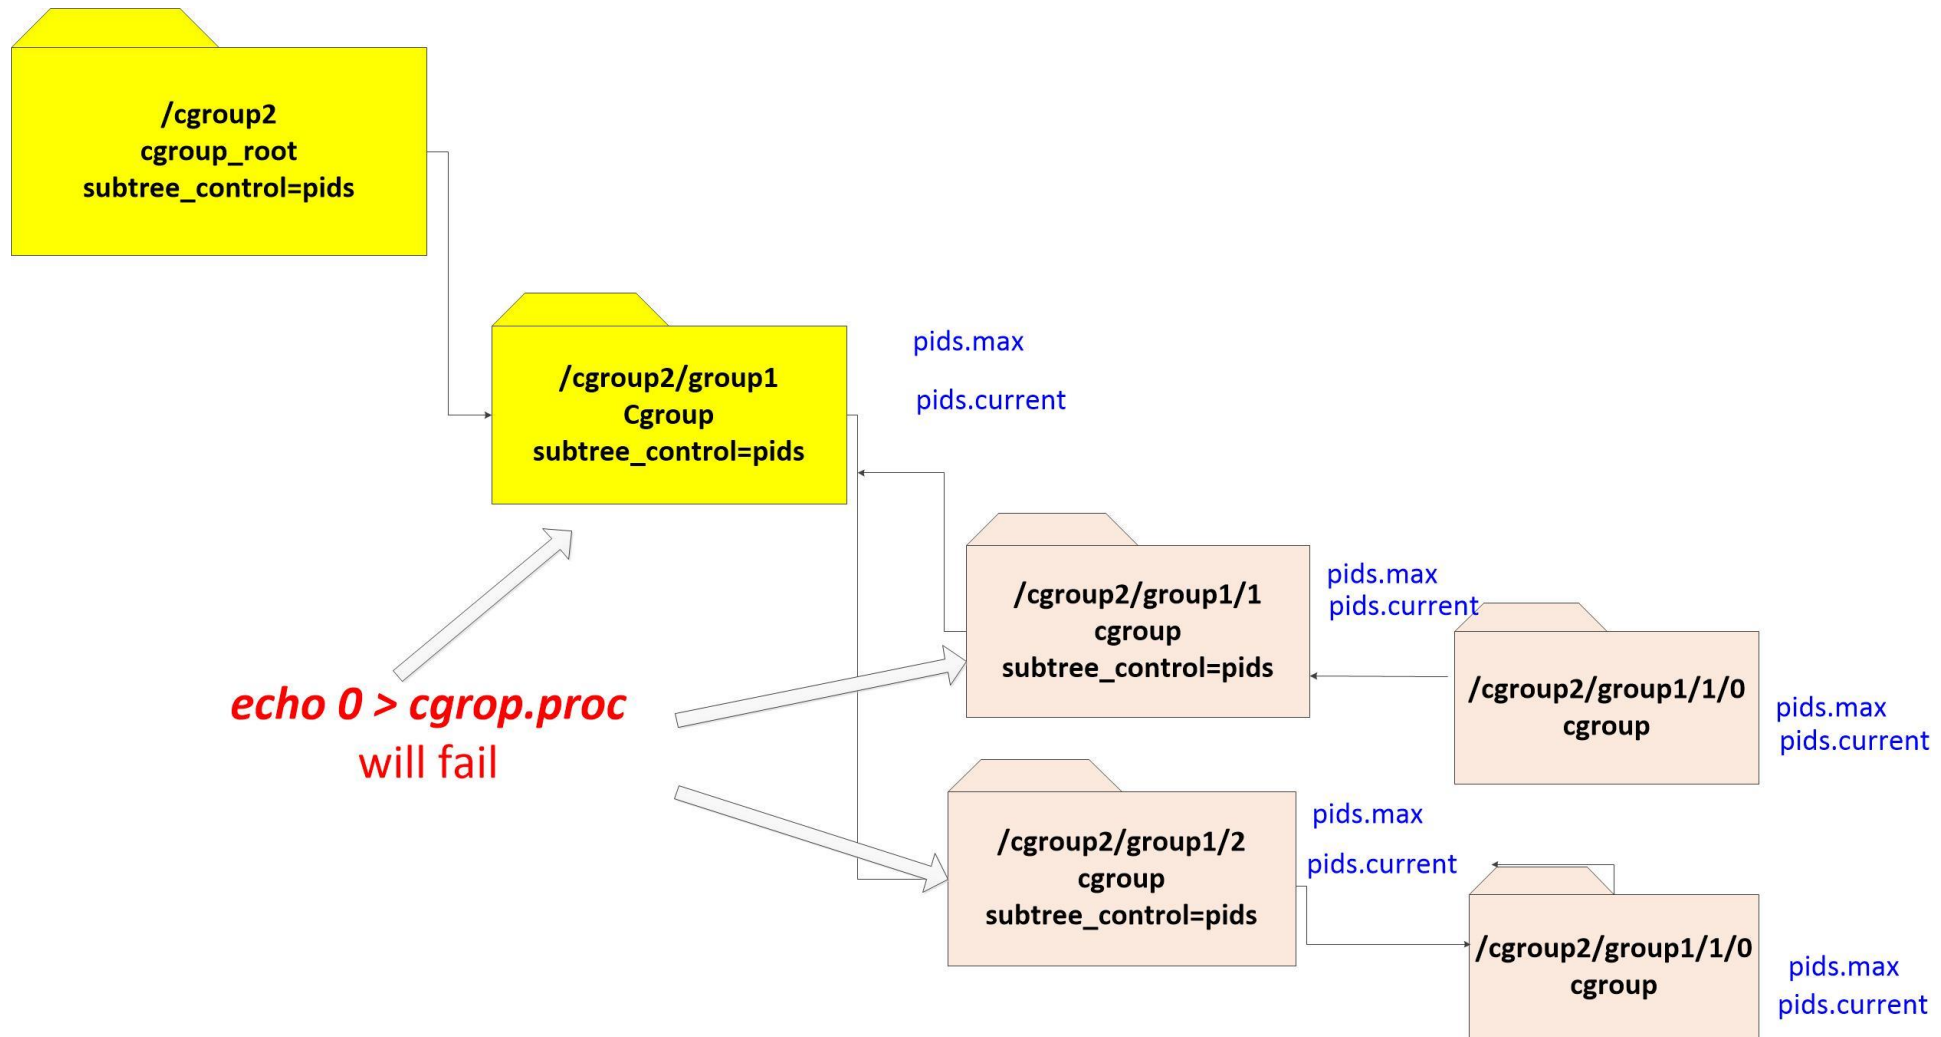 /cgroup2
cgroup_root
subtree_control=pids
/cgroup2/group1
Cgroup
subtree_control=pids
pids.max
pids.current
/cgroup2/group1/1
cgroup
subtree_control=pids
pids.max
pids.current
/cgroup2/group1/1/0
cgroup
pids.max
pids.current
echo 0 > cgrop.proc
will fail
/cgroup2/group1/2
cgroup
subtree_control=pids
pids.max
pids.current
/cgroup2/group1/1/0
cgroup
pids.max
pids.current